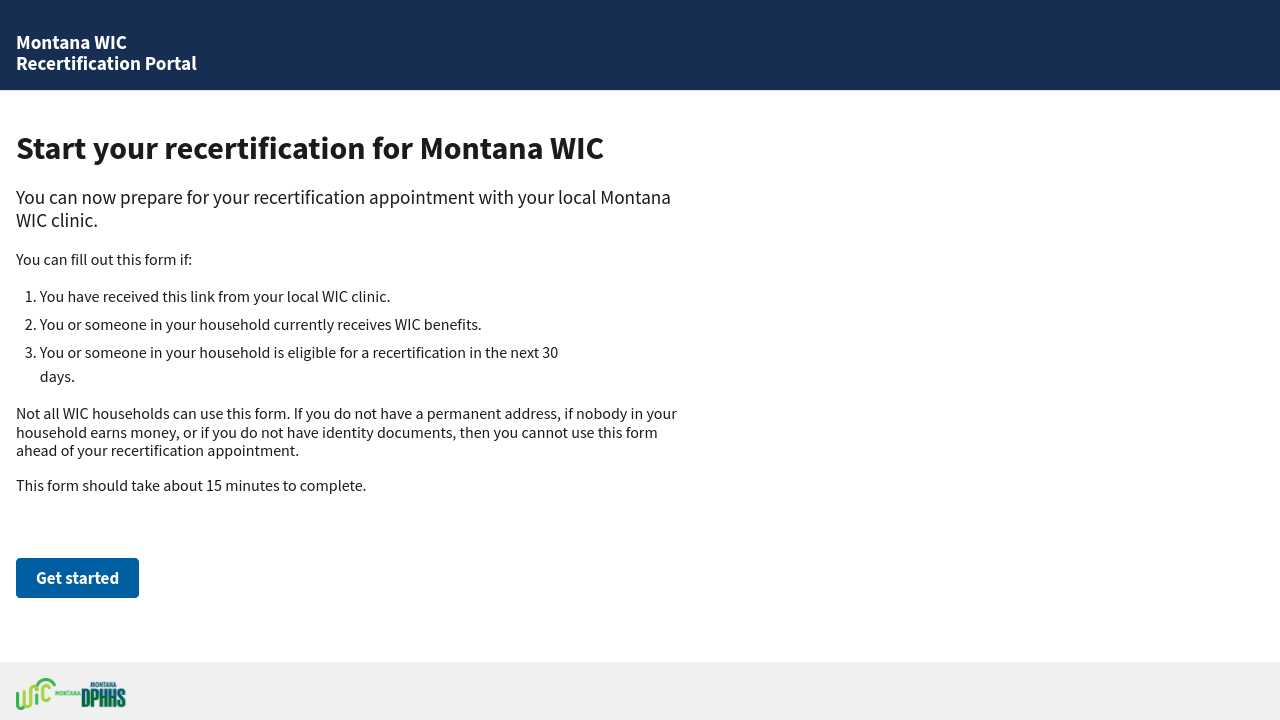 Montana WIC
Recertification Portal
Start your recertification for Montana WIC
You can now prepare for your recertification appointment with your local Montana
WIC clinic.
You can fill out this form if:
1. You have received this link from your local WIC clinic.
2. You or someone in your household currently receives WIC benefits.
3. You or someone in your household is eligible for a recertification in the next 30
days.
Not all WIC households can use this form. If you do not have a permanent address, if nobody in your
household earns money, or if you do not have identity documents, then you cannot use this form
ahead of your recertification appointment.
This form should take about 15 minutes to complete.
Get started
WIC MONTANA
MONTANA
DPHHS